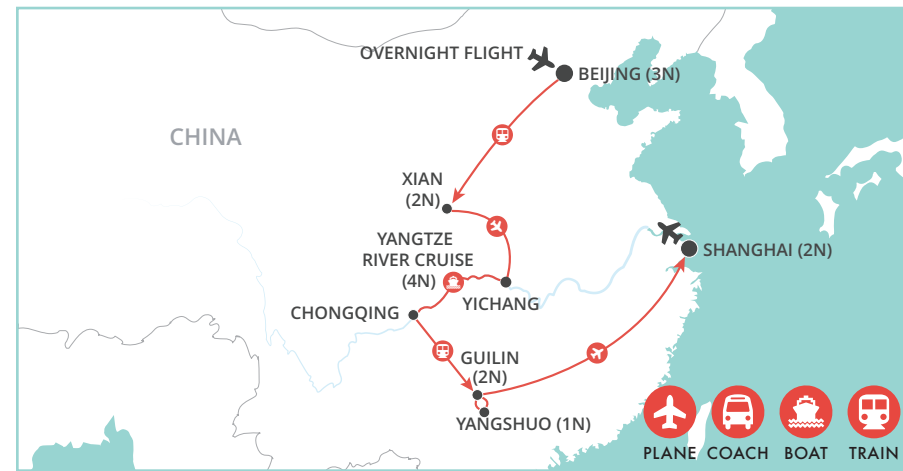 OVERNIGHT FLIGHT
BEIJING (3N)
CHINA
XIAN
(2N)
YANGTZE
RIVER CRUISE
(4N)
SHANGHAI (2N)
YICHANG
CHONGQING
GUILIN
(2N)
YANGSHUO (1N)
PLANE COACH BOAT TRAIN